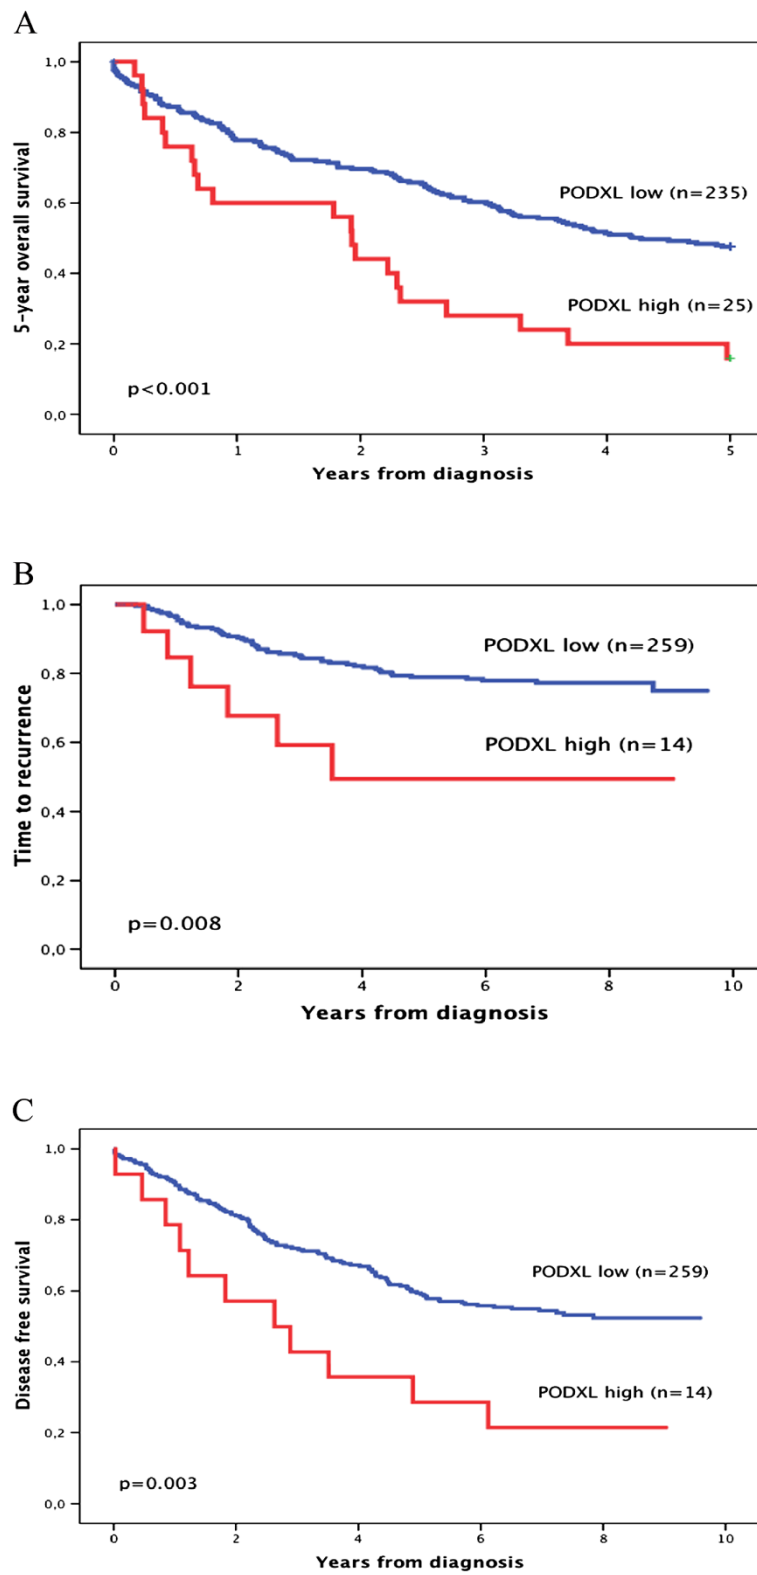 A
5-year overall survival
1,0
0,8
0,6
0,4
0,2
0,0
PODXL low (n=235)
PODXL high (n=25)
p<0.001
0 1 2 3 4 5
Years from diagnosis
B
Time to recurrence
1,0
0,8
0,6
0,4
0,2
0,0
PODXL low (n=259)
PODXL high (n=14)
p=0.008
0 2 4 6 8 10
Years from diagnosis
C
Disease free survival
1,0
0,8
0,6
0,4
0,2
0,0
PODXL low (n=259)
PODXL high (n=14)
p=0.003
0 2 4 6 8 10
Years from diagnosis